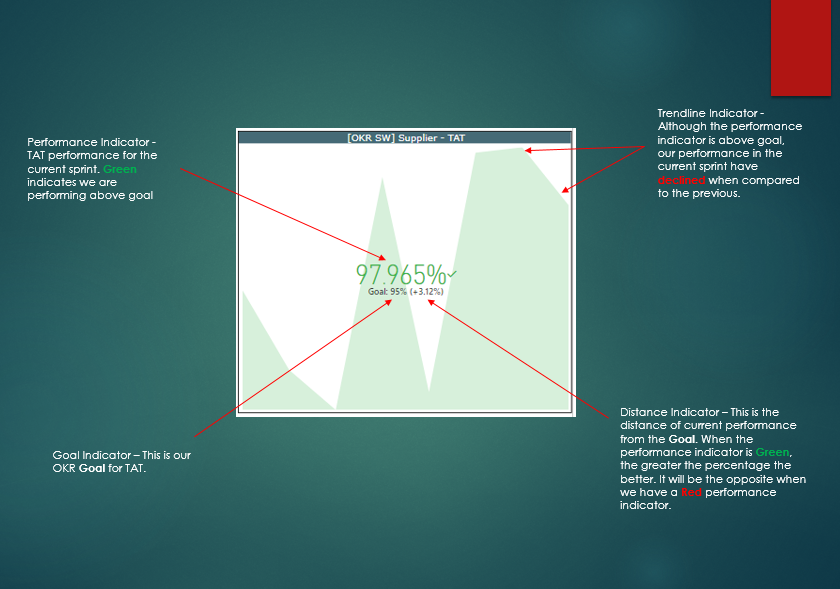 Trendline Indicator -
Although the performance
indicator is above goal,
our performance in the
current sprint have
declined when compared
to the previous.
Performance Indicator -
TAT performance for the
current sprint. Green
indicates we are
performing above goal
[OKR SW] Supplier - TAT
97.965%✓
Goal: 95% (+3.12%)
Distance Indicator – This is the
distance of current performance
from the Goal. When the
performance indicator is Green,
the greater the percentage the
better. It will be the opposite when
we have a Red performance
indicator.
Goal Indicator – This is our
OKR Goal for TAT.